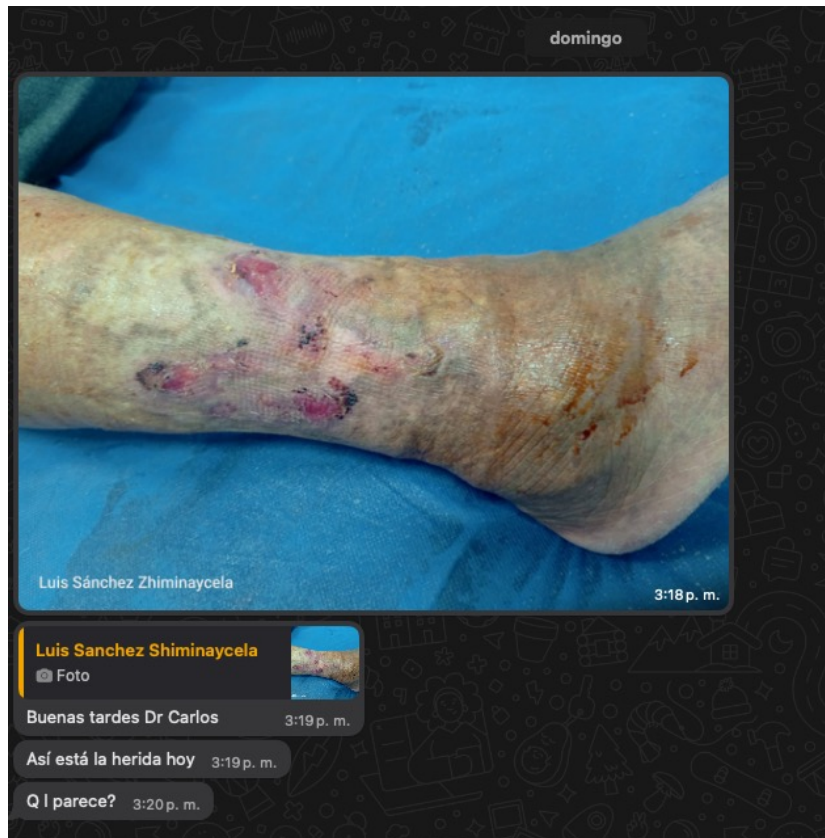 domingo
Luis Sánchez Zhiminaycela
3:18 p. m.
Luis Sanchez Shiminaycela
Foto
Buenas tardes Dr Carlos 3:19 p. m.
Así está la herida hoy 3:19 p. m.
Q l parece? 3:20 p. m.